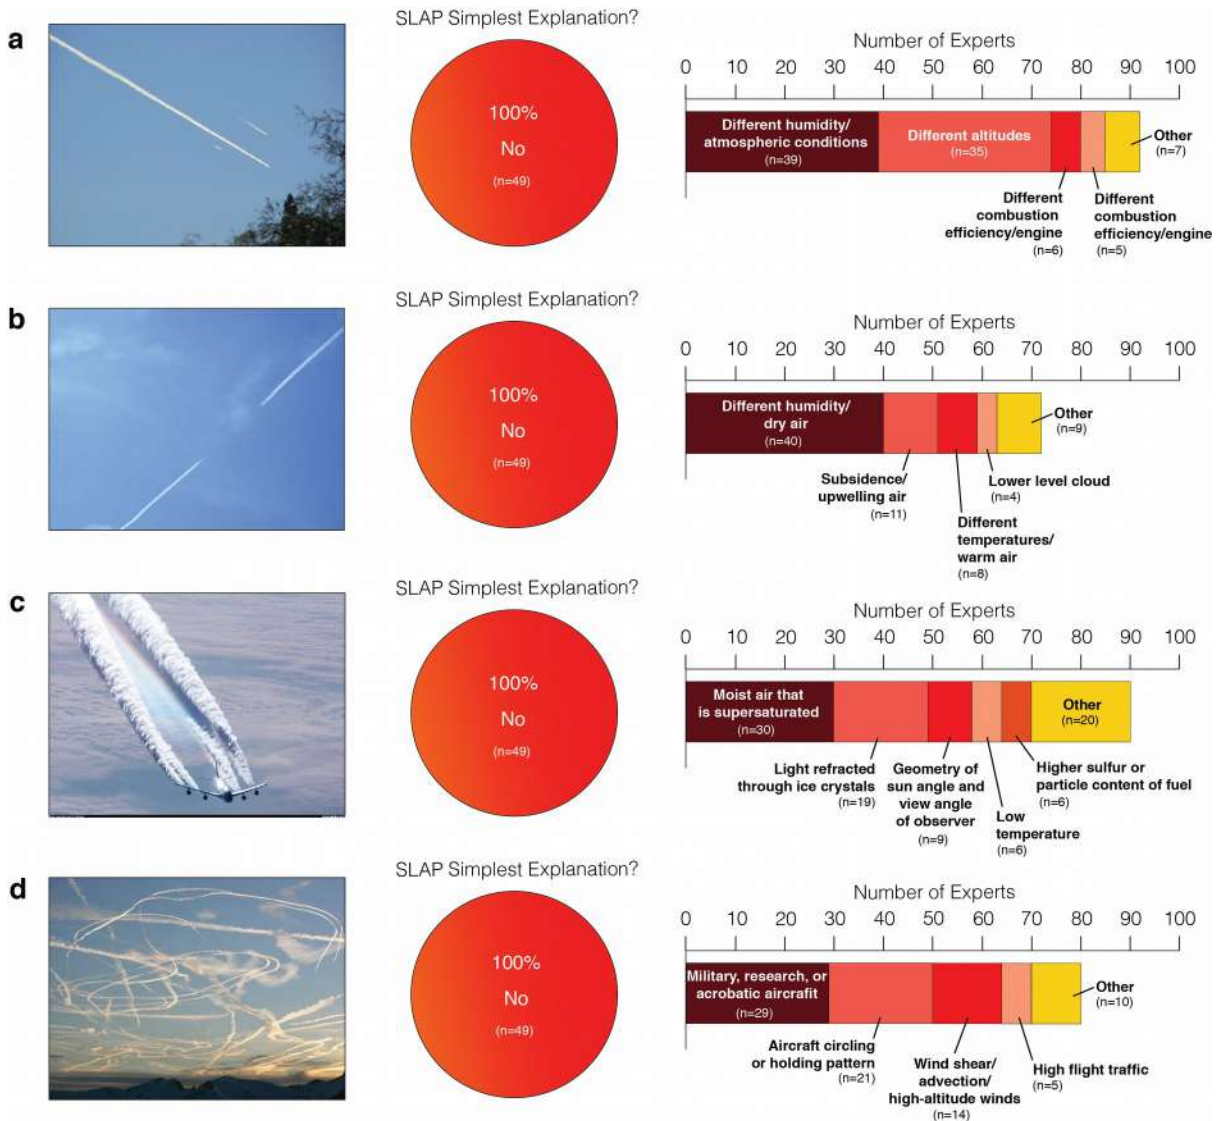 a
SLAP Simplest Explanation?
100%
No
(n=49)
Number of Experts
0 10 20 30 40 50 60 70 80 90 100
Different humidity/
atmospheric conditions
(n=39)
Different altitudes
(n=35)
Other
(n=7)
Different
combustion
efficiency/engine
(n=6)
Different
combustion
efficiency/engine
(n=5)
b
SLAP Simplest Explanation?
100%
No
(n=49)
Number of Experts
0 10 20 30 40 50 60 70 80 90 100
Different humidity/
dry air
(n=40)
Other
(n=9)
Subsidence/
upwelling air
(n=11)
Different
temperatures/
warm air
(n=8)
Lower level cloud
(n=4)
c
SLAP Simplest Explanation?
100%
No
(n=49)
Number of Experts
0 10 20 30 40 50 60 70 80 90 100
Moist air that
is supersaturated
(n=30)
Other
(n=20)
Light refracted
through ice crystals
(n=19)
Geometry of
sun angle and
view angle
of observer
(n=9)
Low
temperature
(n=6)
Higher sulfur or
particle content of fuel
(n=6)
d
SLAP Simplest Explanation?
100%
No
(n=49)
Number of Experts
0 10 20 30 40 50 60 70 80 90 100
Military, research, or
acrobatic aircrafit
(n=29)
Other
(n=10)
Aircraft circling
or holding pattern
(n=21)
Wind shear/
advection/
high-altitude winds
(n=14)
High flight traffic
(n=5)